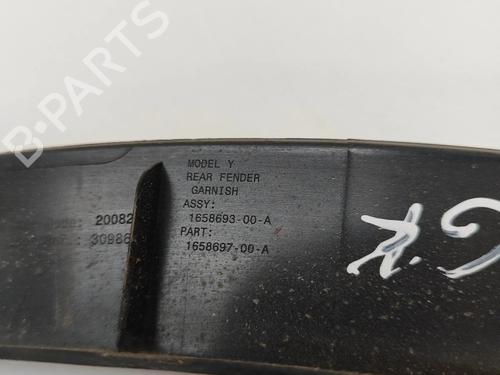 MODEL Y
REAR FENDER
GARNISH
ASSY:
1658693-00-A
PART:
1658697-00-A
20082
30986
B-PARTS